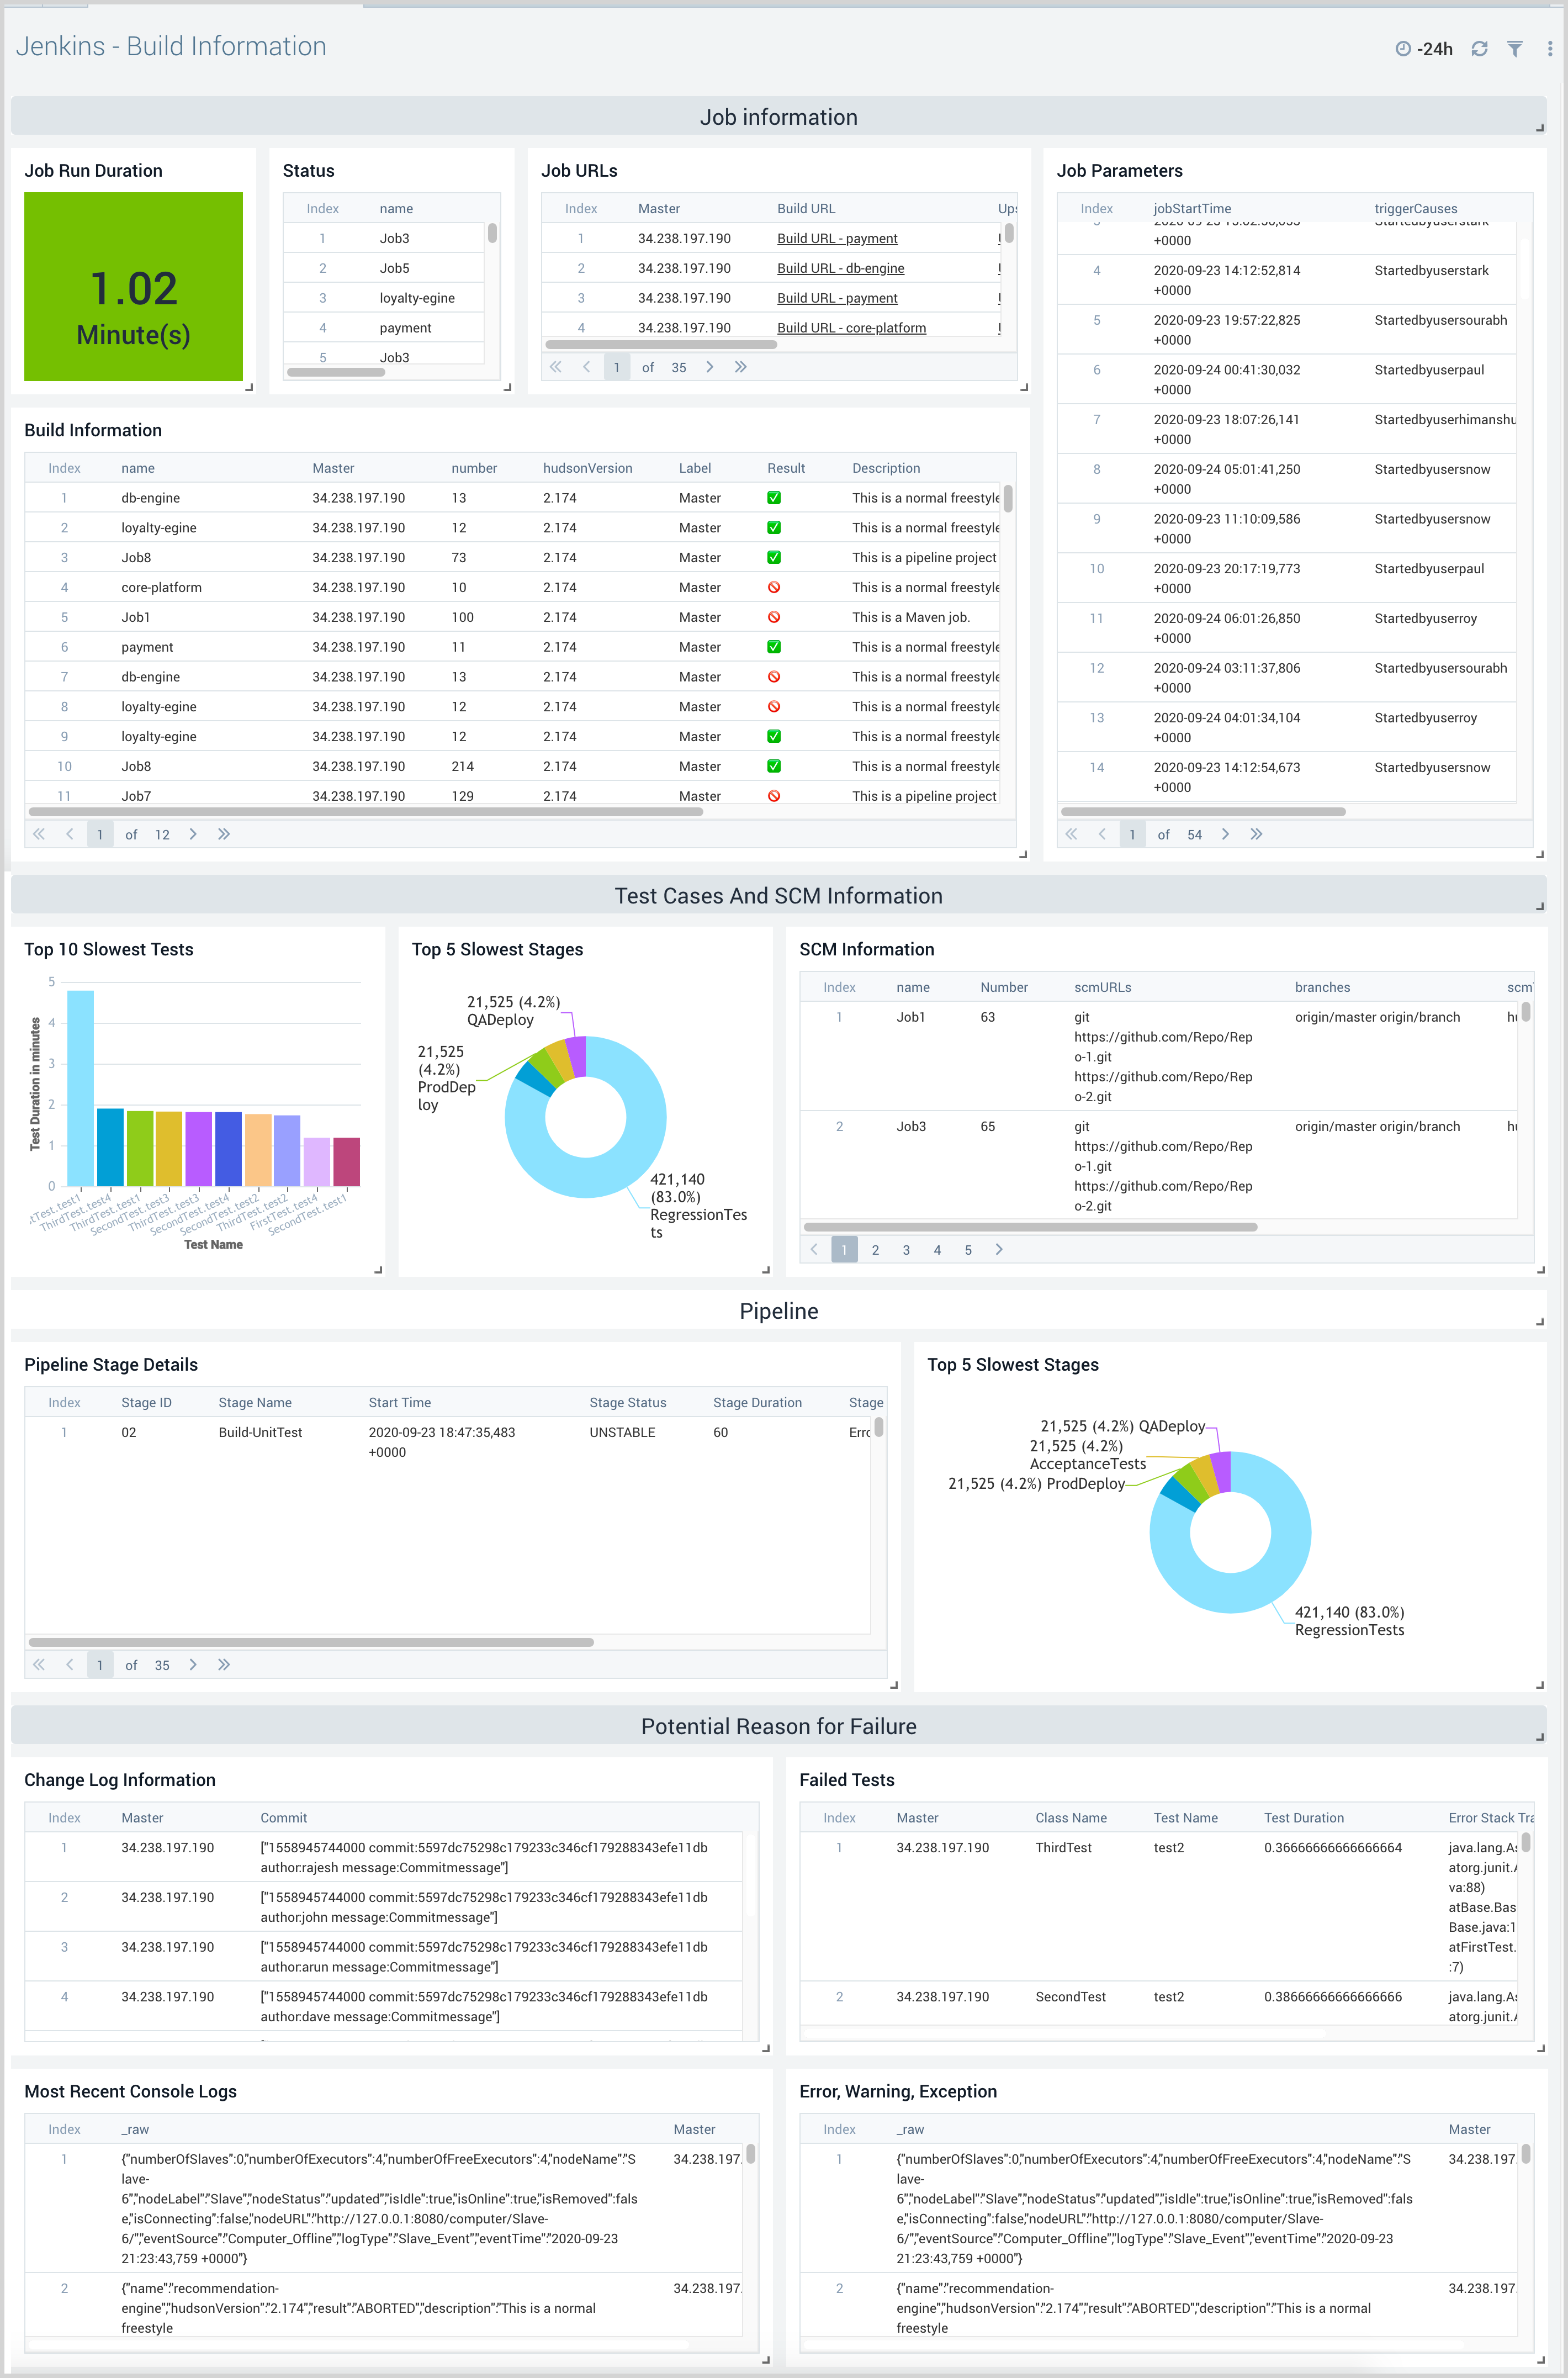 Jenkins - Build Information
-24h
Job information
Job Run Duration
1.02
Minute(s)
Status
Index name
1 Job3
2 Job5
3 loyalty-egine
4 payment
5 Job3
Job URLs
Index Master Build URL
1 34.238.197.190 Build URL - payment
2 34.238.197.190 Build URL - db-engine
3 34.238.197.190 Build URL - payment
4 34.238.197.190 Build URL - core-platform
1 of 35
Job Parameters
Index jobStartTime triggerCauses
+0000
4 2020-09-23 14:12:52,814 Startedbyuserstark
+0000
5 2020-09-23 19:57:22,825 Startedbyusersourabh
+0000
6 2020-09-24 00:41:30,032 Startedbyuserpaul
+0000
7 2020-09-23 18:07:26,141 Startedbyuserhimanshu
+0000
8 2020-09-24 05:01:41,250 Startedbyusersnow
+0000
9 2020-09-23 11:10:09,586 Startedbyusersnow
+0000
10 2020-09-23 20:17:19,773 Startedbyuserpaul
+0000
11 2020-09-24 06:01:26,850 Startedbyuserroy
+0000
12 2020-09-24 03:11:37,806 Startedbyusersourabh
+0000
13 2020-09-24 04:01:34,104 Startedbyuserroy
+0000
14 2020-09-23 14:12:54,673 Startedbyusersnow
+0000
1 of 54
Build Information
Index name Master number hudsonVersion Label Result Description
1 db-engine 34.238.197.190 13 2.174 Master This is a normal freestyle
2 loyalty-egine 34.238.197.190 12 2.174 Master This is a normal freestyle
3 Job8 34.238.197.190 73 2.174 Master This is a pipeline project
4 core-platform 34.238.197.190 10 2.174 Master This is a normal freestyle
5 Job1 34.238.197.190 100 2.174 Master This is a Maven job.
6 payment 34.238.197.190 11 2.174 Master This is a normal freestyle
7 db-engine 34.238.197.190 13 2.174 Master This is a normal freestyle
8 loyalty-egine 34.238.197.190 12 2.174 Master This is a normal freestyle
9 loyalty-egine 34.238.197.190 12 2.174 Master This is a normal freestyle
10 Job8 34.238.197.190 214 2.174 Master This is a normal freestyle
11 Job7 34.238.197.190 129 2.174 Master This is a pipeline project
1 of 12
Test Cases And SCM Information
Top 10 Slowest Tests
Test Duration in minutes
5
4
3
2
1
0
tTest.test1
ThirdTest.test4
ThirdTest.test1
SecondTest.test3
ThirdTest.test3
SecondTest.test4
SecondTest.test2
ThirdTest.test2
FirstTest.test4
SecondTest.test1
Test Name
Top 5 Slowest Stages
21,525 (4.2%)
QADeploy
21,525
(4.2%)
ProdDep
loy
421,140
(83.0%)
RegressionTes
ts
SCM Information
Index name Number scmURLs branches scm
1 Job1 63 git origin/master origin/branch
https://github.com/Repo/Rep
o-1.git
https://github.com/Repo/Rep
o-2.git
2 Job3 65 git origin/master origin/branch
https://github.com/Repo/Rep
o-1.git
https://github.com/Repo/Rep
o-2.git
1 2 3 4 5
Pipeline
Pipeline Stage Details
Index Stage ID Stage Name Start Time Stage Status Stage Duration Stage
1 02 Build-UnitTest 2020-09-23 18:47:35,483 UNSTABLE 60
+0000
1 of 35
Top 5 Slowest Stages
21,525 (4.2%) QADeploy
21,525 (4.2%)
AcceptanceTests
21,525 (4.2%) ProdDeploy
421,140 (83.0%)
RegressionTests
Potential Reason for Failure
Change Log Information
Index Master Commit
1 34.238.197.190 ["1558945744000 commit:5597dc75298c179233c346cf179288343efe11db
author:rajesh message:Commitmessage"]
2 34.238.197.190 ["1558945744000 commit:5597dc75298c179233c346cf179288343efe11db
author:john message:Commitmessage"]
3 34.238.197.190 ["1558945744000 commit:5597dc75298c179233c346cf179288343efe11db
author:arun message:Commitmessage"]
4 34.238.197.190 ["1558945744000 commit:5597dc75298c179233c346cf179288343efe11db
author:dave message:Commitmessage"]
Failed Tests
Index Master Class Name Test Name Test Duration Error Stack Tra
1 34.238.197.190 ThirdTest test2 0.36666666666666664 java.lang.As
atorg.junit.A
va:88)
atBase.Bas
Base.java:1
atFirstTest.
:7)
2 34.238.197.190 SecondTest test2 0.38666666666666666 java.lang.As
atorg.junit.A
Most Recent Console Logs
Index _raw Master
1 {"numberOfSlaves":0,"numberOfExecutors":4,"numberOfFreeExecutors":4,"nodeName":"S 34.238.197.
lave-
6","nodeLabel":"Slave","nodeStatus":"updated","isIdle":true,"isOnline":true,"isRemoved":fals
e,"isConnecting":false,"nodeURL":"http://127.0.0.1:8080/computer/Slave-
6/","eventSource":"Computer_Offline","logType":"Slave_Event","eventTime":"2020-09-23
21:23:43,759 +0000"}
2 {"name":"recommendation- 34.238.197.
engine","hudsonVersion":"2.174","result":"ABORTED","description":"This is a normal
freestyle
Error, Warning, Exception
Index _raw Master
1 {"numberOfSlaves":0,"numberOfExecutors":4,"numberOfFreeExecutors":4,"nodeName":"S 34.238.197.
lave-
6","nodeLabel":"Slave","nodeStatus":"updated","isIdle":true,"isOnline":true,"isRemoved":fals
e,"isConnecting":false,"nodeURL":"http://127.0.0.1:8080/computer/Slave-
6/","eventSource":"Computer_Offline","logType":"Slave_Event","eventTime":"2020-09-23
21:23:43,759 +0000"}
2 {"name":"recommendation- 34.238.197.
engine","hudsonVersion":"2.174","result":"ABORTED","description":"This is a normal
freestyle